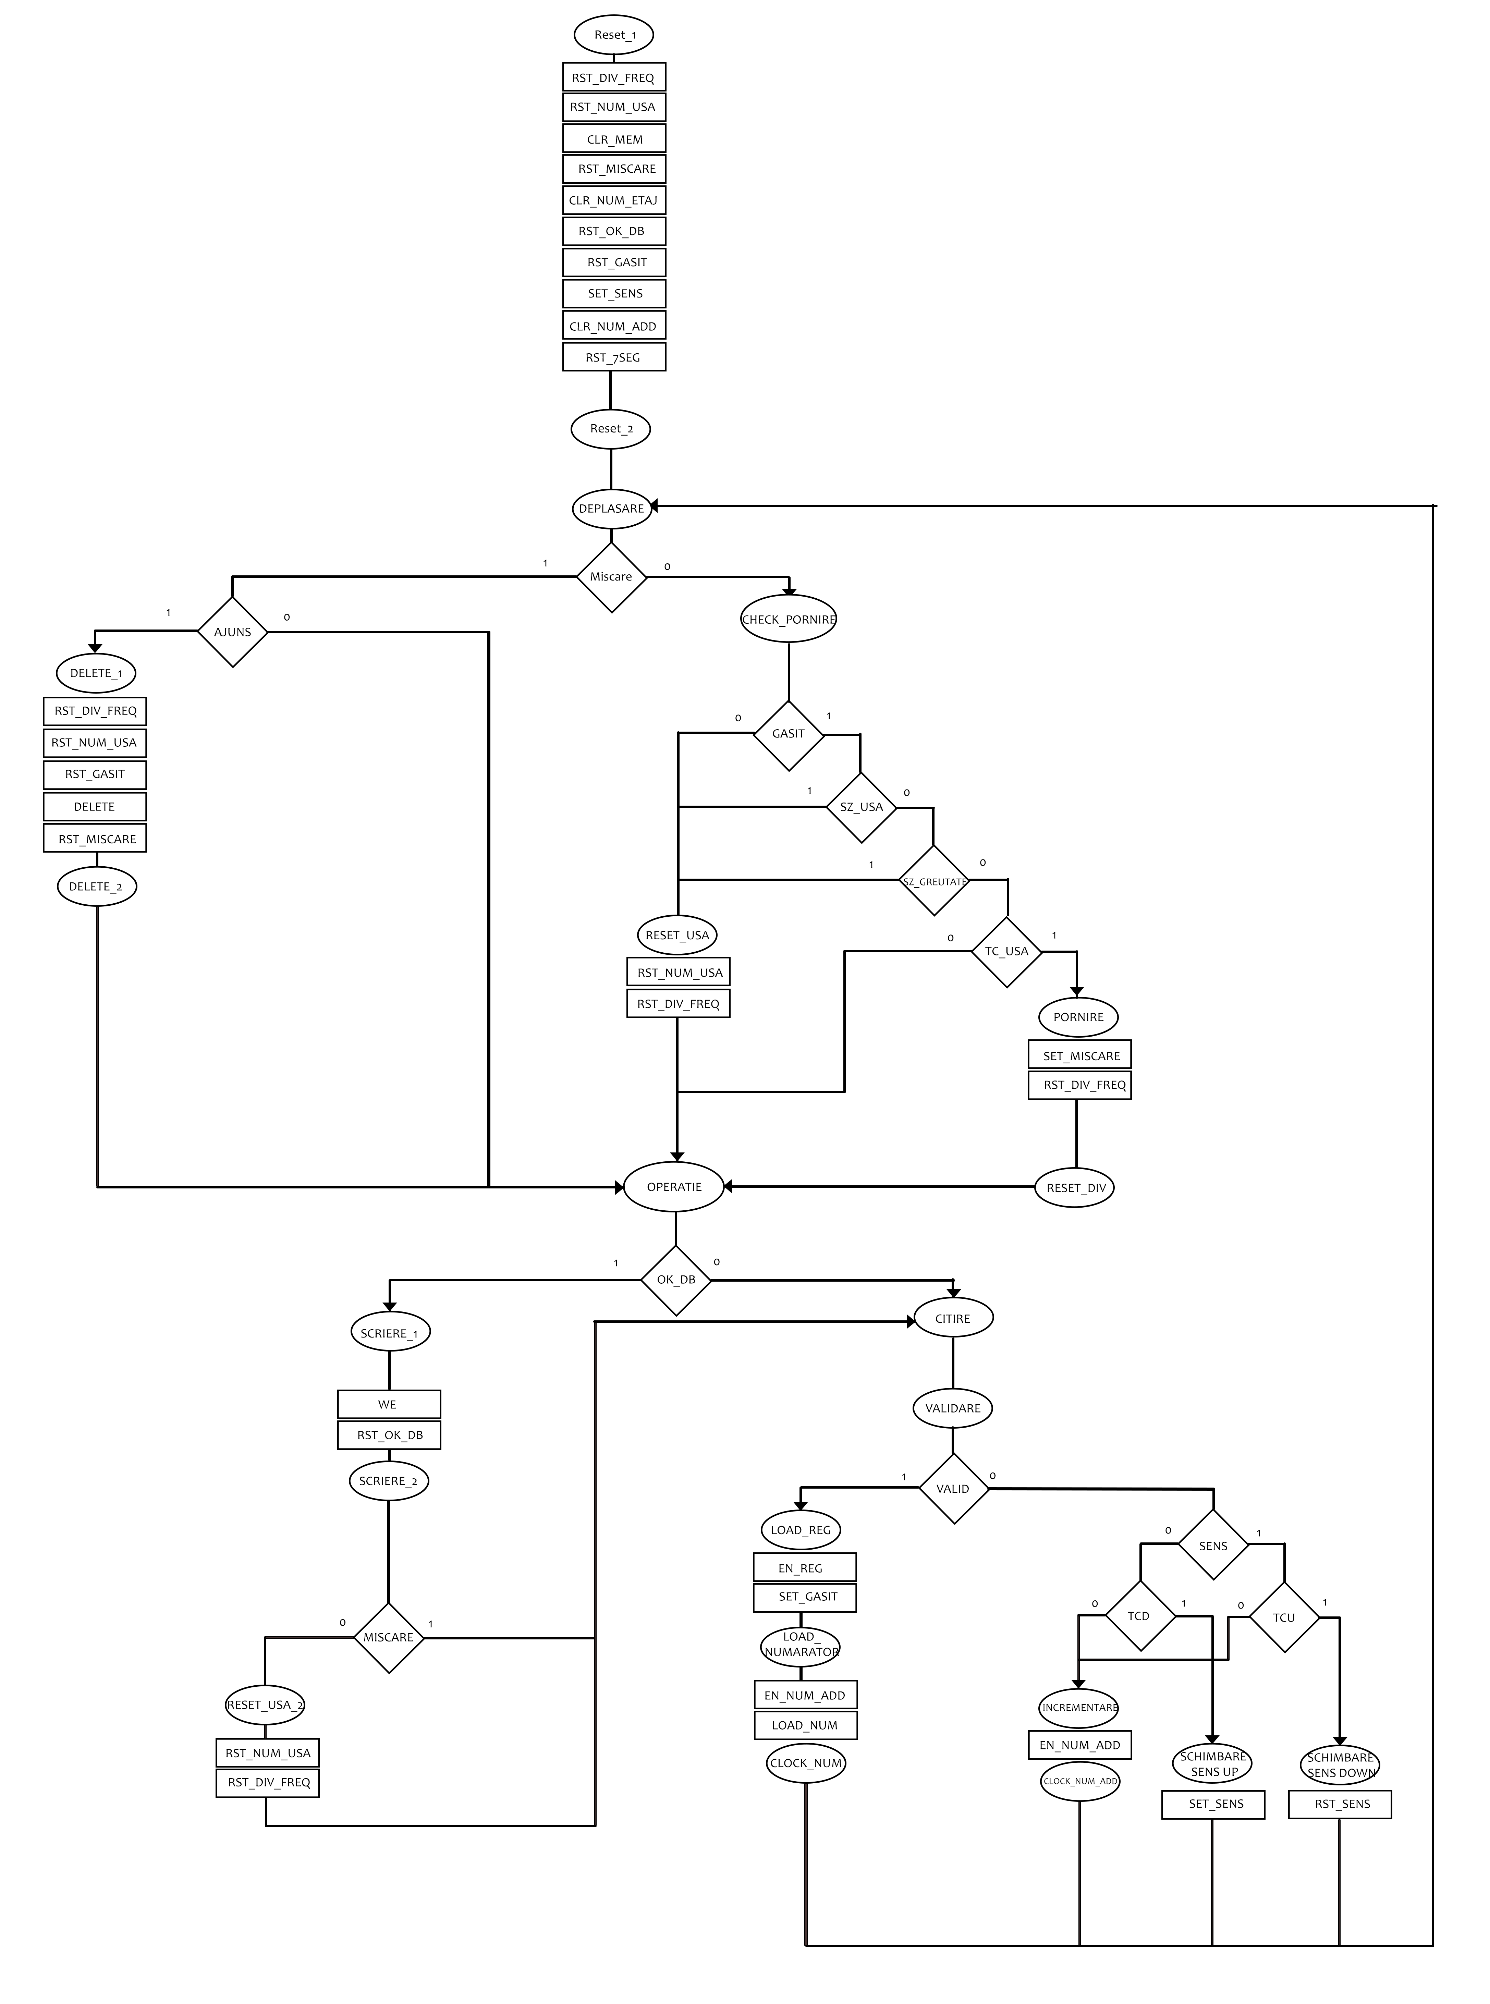 Reset_1
RST_DIV_FREQ
RST_NUM_USA
CLR_MEM
RST_MISCARE
CLR_NUM_ETAJ
RST_OK_DB
RST_GASIT
SET_SENS
CLR_NUM_ADD
RST_7SEG
Reset_2
DEPLASARE
Miscare
1
0
AJUNS
1
0
DELETE_1
RST_DIV_FREQ
RST_NUM_USA
RST_GASIT
DELETE
RST_MISCARE
DELETE_2
CHECK_PORNIRE
GASIT
0
1
SZ_USA
1
0
SZ_GREUTATE
1
0
TC_USA
0
1
RESET_USA
RST_NUM_USA
RST_DIV_FREQ
PORNIRE
SET_MISCARE
RST_DIV_FREQ
RESET_DIV
OPERATIE
OK_DB
1
0
SCRIERE_1
WE
RST_OK_DB
SCRIERE_2
MISCARE
0
1
RESET_USA_2
RST_NUM_USA
RST_DIV_FREQ
CITIRE
VALIDARE
VALID
1
0
LOAD_REG
EN_REG
SET_GASIT
LOAD_
NUMARATOR
EN_NUM_ADD
LOAD_NUM
CLOCK_NUM
SENS
0
1
TCD
0
1
TCU
0
1
INCREMENTARE
EN_NUM_ADD
CLOCK_NUM_ADD
SCHIMBARE
SENS UP
SET_SENS
SCHIMBARE
SENS DOWN
RST_SENS